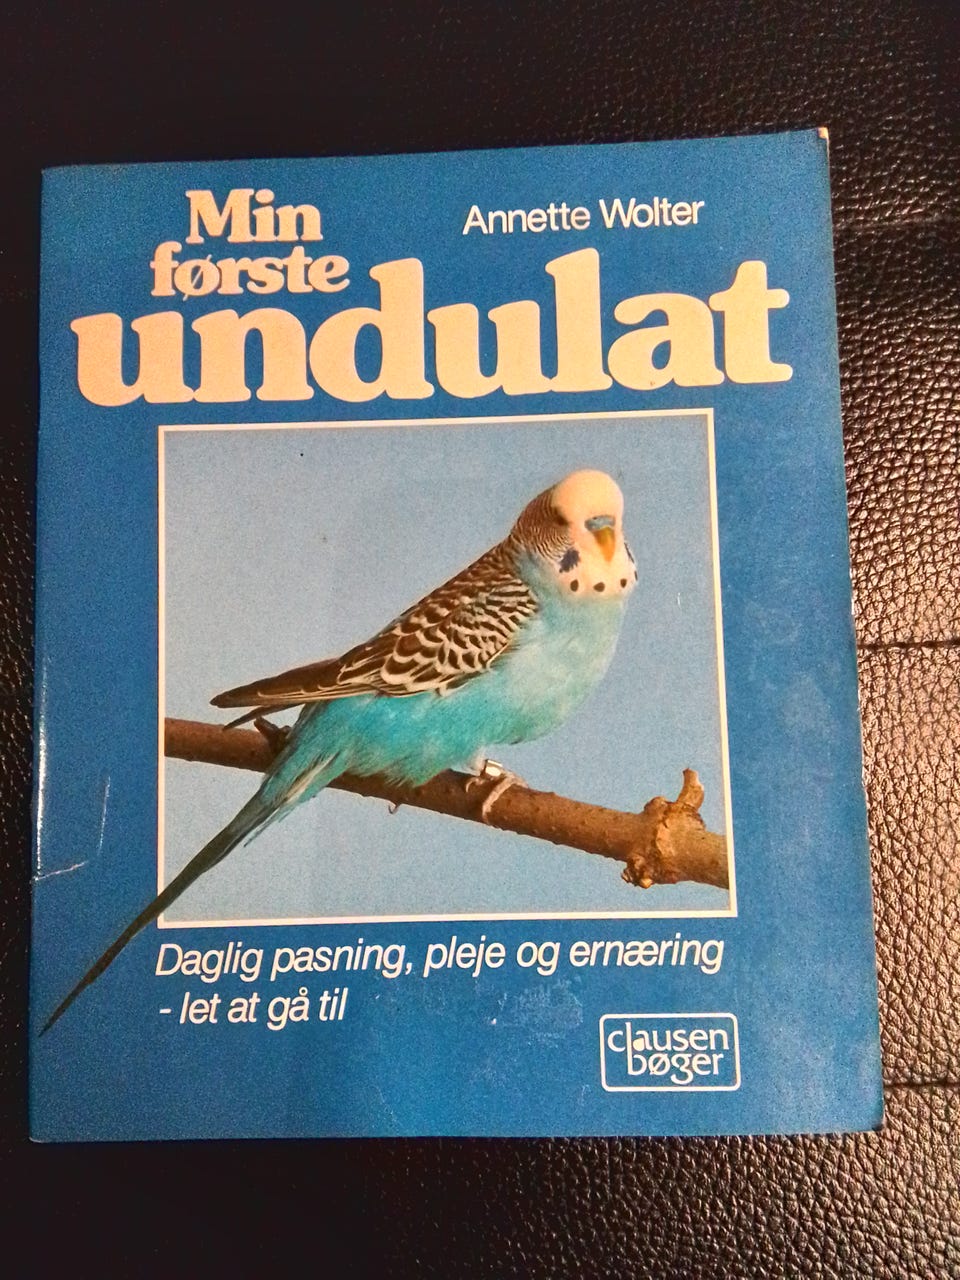 Min
første
undulat
Annette Wolter
Daglig pasning, pleje og ernæring
- let at gå til
clausen
bøger